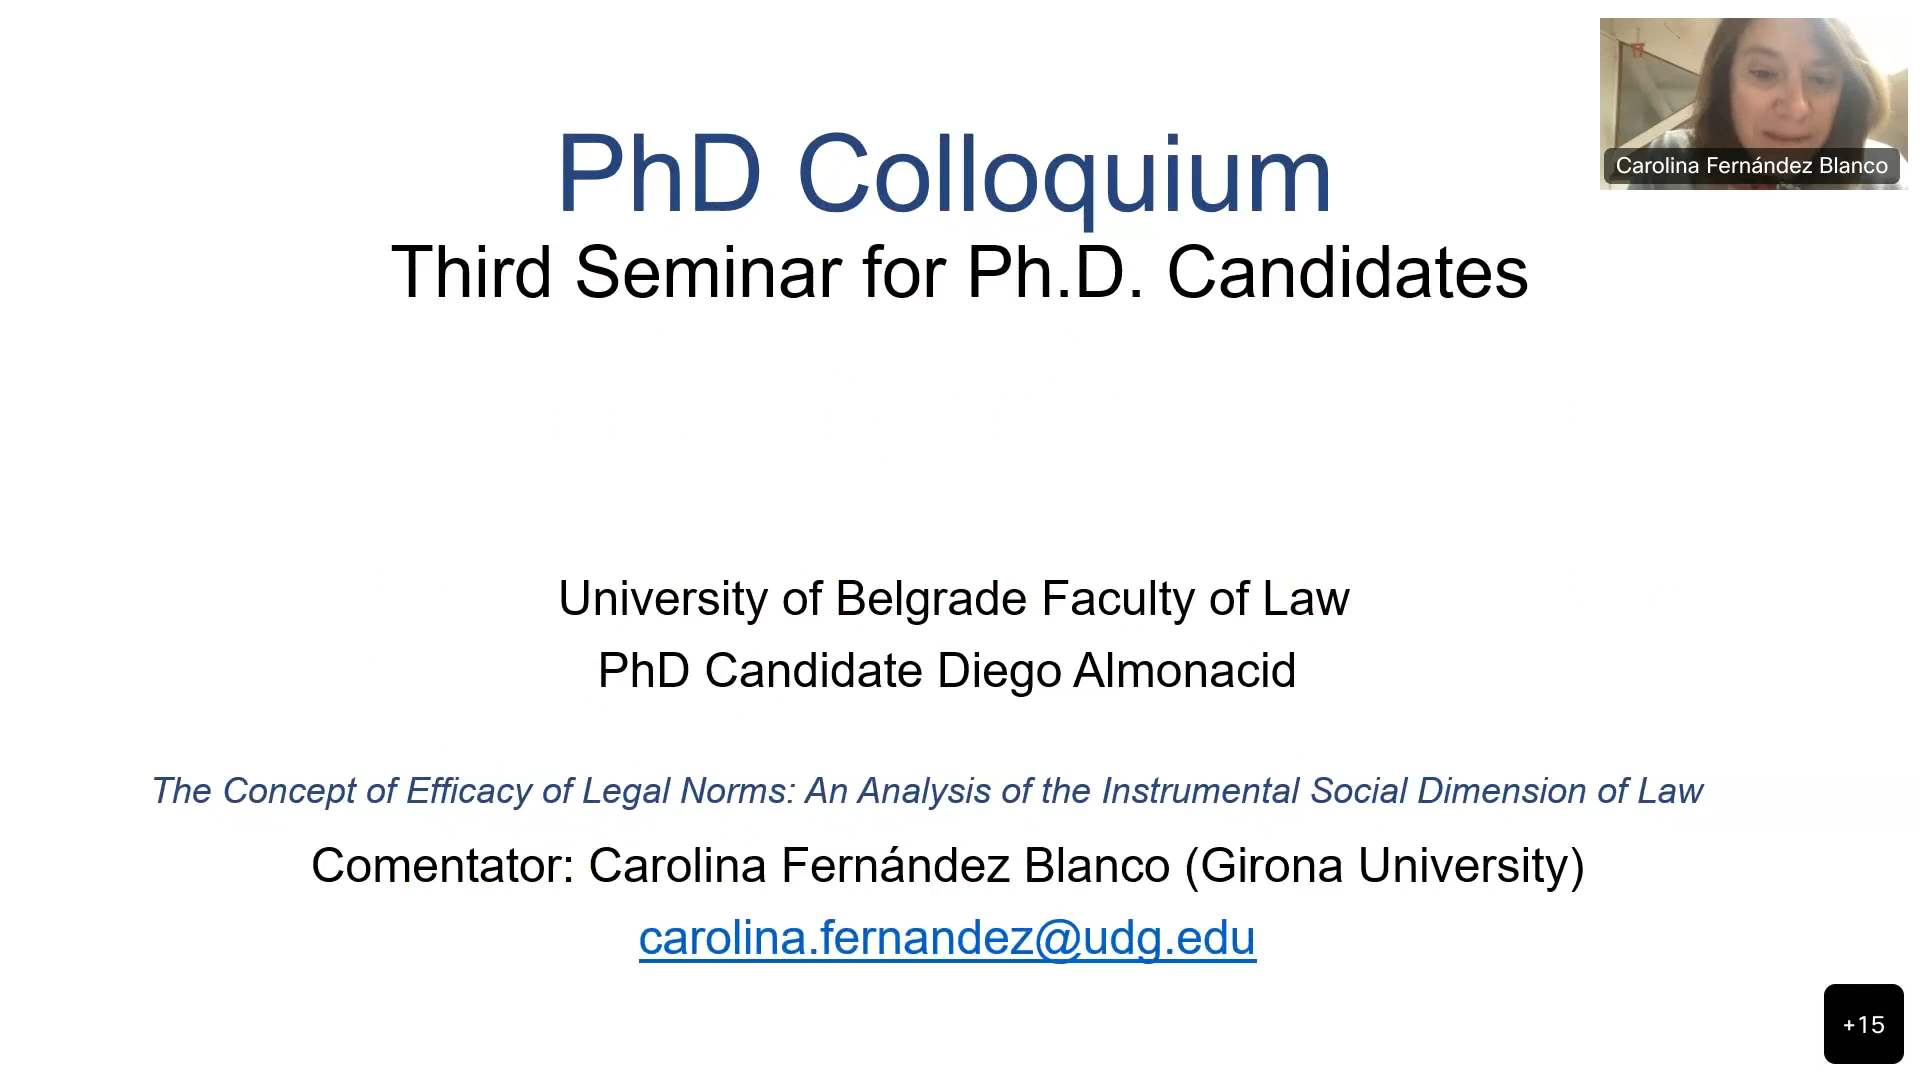 PhD Colloquium
Third Seminar for Ph.D. Candidates
Carolina Fernández Blanco
University of Belgrade Faculty of Law
PhD Candidate Diego Almonacid
The Concept of Efficacy of Legal Norms: An Analysis of the Instrumental Social Dimension of Law
Comentator: Carolina Fernández Blanco (Girona University)
carolina.fernandez@udg.edu
+15